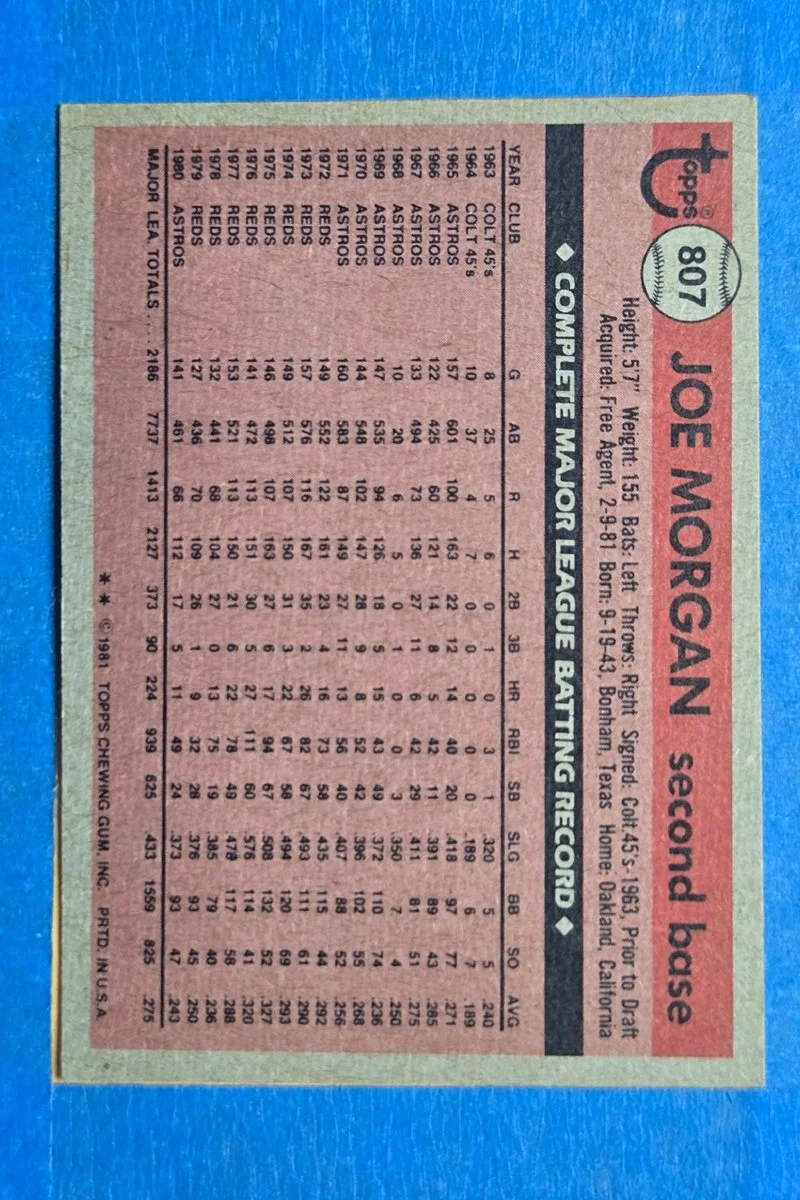 topps®
807 JOE MORGAN second base
Height: 5'7" Weight: 155 Bats: Left Throws: Right Signed: Colt.45's-1963, Prior to Draft
Acquired: Free Agent, 2-9-81 Born: 9-19-43, Bonham, Texas Home: Oakland, California
◆ COMPLETE MAJOR LEAGUE BATTING RECORD ◆
YEAR CLUB G AB R H 2B 3B HR RBI SB SLG BB SO AVG
1963 COLT 45's 8 25 5 6 0 1 0 3 1 .320 5 5 .240
1964 COLT 45's 10 37 4 7 0 0 0 0 0 .189 6 7 .189
1965 ASTROS 157 601 100 163 22 12 14 40 20 .418 97 77 .271
1966 ASTROS 122 425 60 121 14 8 5 42 11 .391 89 43 .285
1967 ASTROS 133 494 73 136 27 11 6 42 29 .411 81 51 .275
1968 ASTROS 10 20 6 5 0 1 0 0 3 .350 7 4 .250
1969 ASTROS 147 535 94 126 18 5 15 43 49 .372 110 74 .236
1970 ASTROS 144 548 102 147 28 9 8 52 42 .396 102 55 .268
1971 ASTROS 160 583 87 149 27 11 13 56 40 .407 88 52 .256
1972 REDS 149 552 122 161 23 4 16 73 58 .435 115 44 .292
1973 REDS 157 576 116 167 35 2 26 82 67 .493 111 61 .290
1974 REDS 149 512 107 150 31 3 22 67 58 .494 120 69 .293
1975 REDS 146 498 107 163 27 6 17 94 67 .508 132 52 .327
1976 REDS 141 472 113 151 30 5 27 111 60 .576 114 41 .320
1977 REDS 153 521 113 150 21 6 22 78 49 .478 117 58 .288
1978 REDS 132 441 68 104 27 0 13 75 19 .385 79 40 .236
1979 REDS 127 436 70 109 26 1 9 32 28 .376 93 45 .250
1980 ASTROS 141 461 66 112 17 5 11 49 24 .373 93 47 .243
MAJOR LEA. TOTALS . . . 2186 7737 1413 2127 373 90 224 939 625 .433 1559 825 .275
** ©1981 TOPPS CHEWING GUM, INC. PRTD. IN U.S.A.